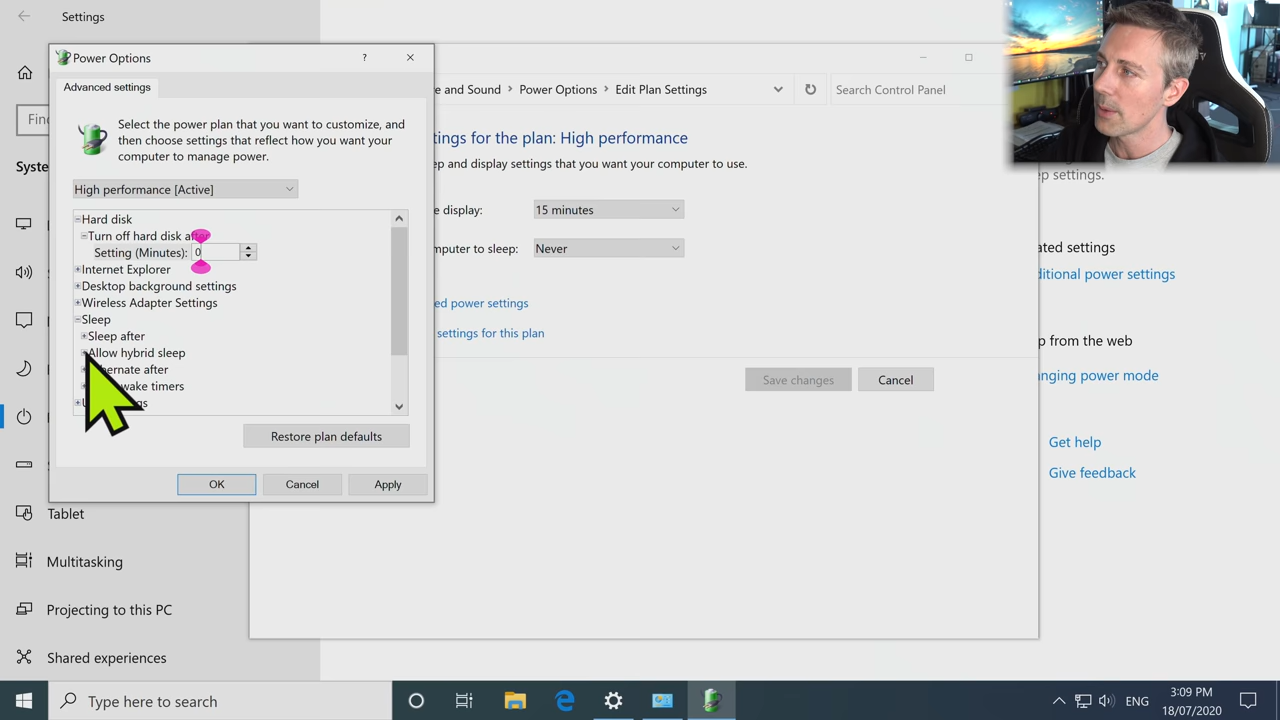 Settings
Power Options
?
Advanced settings
Select the power plan that you want to customize, and
then choose settings that reflect how you want your
computer to manage power.
High performance [Active]
Hard disk
Turn off hard disk after
Setting (Minutes): 0
Internet Explorer
Desktop background settings
Wireless Adapter Settings
Sleep
Sleep after
Allow hybrid sleep
wake timers
Restore plan defaults
OK
Cancel
Apply
and Sound
Power Options
Edit Plan Settings
Search Control Panel
for the plan: High performance
and display settings that you want your computer to use.
display:
15 minutes
to sleep:
Never
power settings
settings for this plan
Save changes
Cancel
settings.
settings
power settings
from the web
power mode
Get help
Give feedback
Tablet
Multitasking
Projecting to this PC
Shared experiences
Type here to search
ENG
3:09 PM
18/07/2020